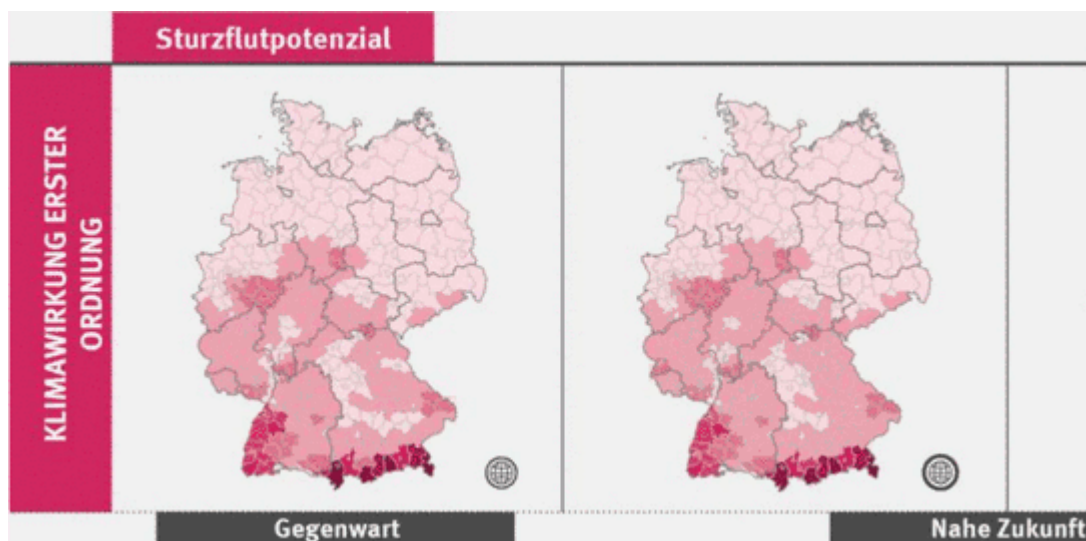 Sturzflutpotenzial
KLIMAWIRKUNG ERSTER
ORDNUNG
Gegenwart
Nahe Zukunft